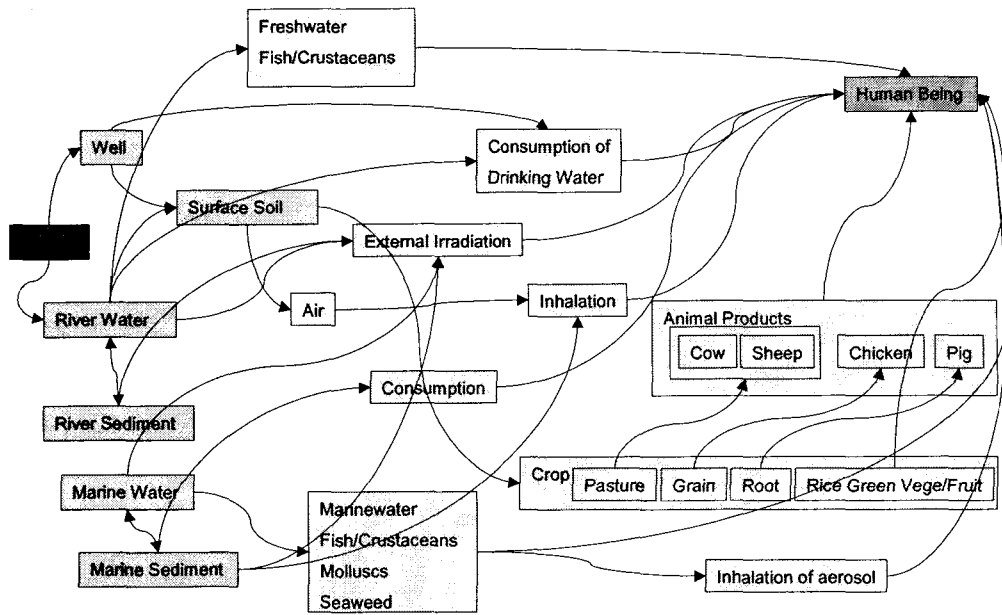 Freshwater
Fish/Crustaceans
Human Being
Well
Consumption of
Drinking Water
Surface Soil
External Irradiation
River Water
Air
Inhalation
Animal Products
Cow
Sheep
Chicken
Pig
Consumption
River Sediment
Crop
Pasture
Grain
Root
Rice Green Vege/Fruit
Marine Water
Marinewater
Fish/Crustaceans
Molluscs
Seaweed
Marine Sediment
Inhalation of aerosol